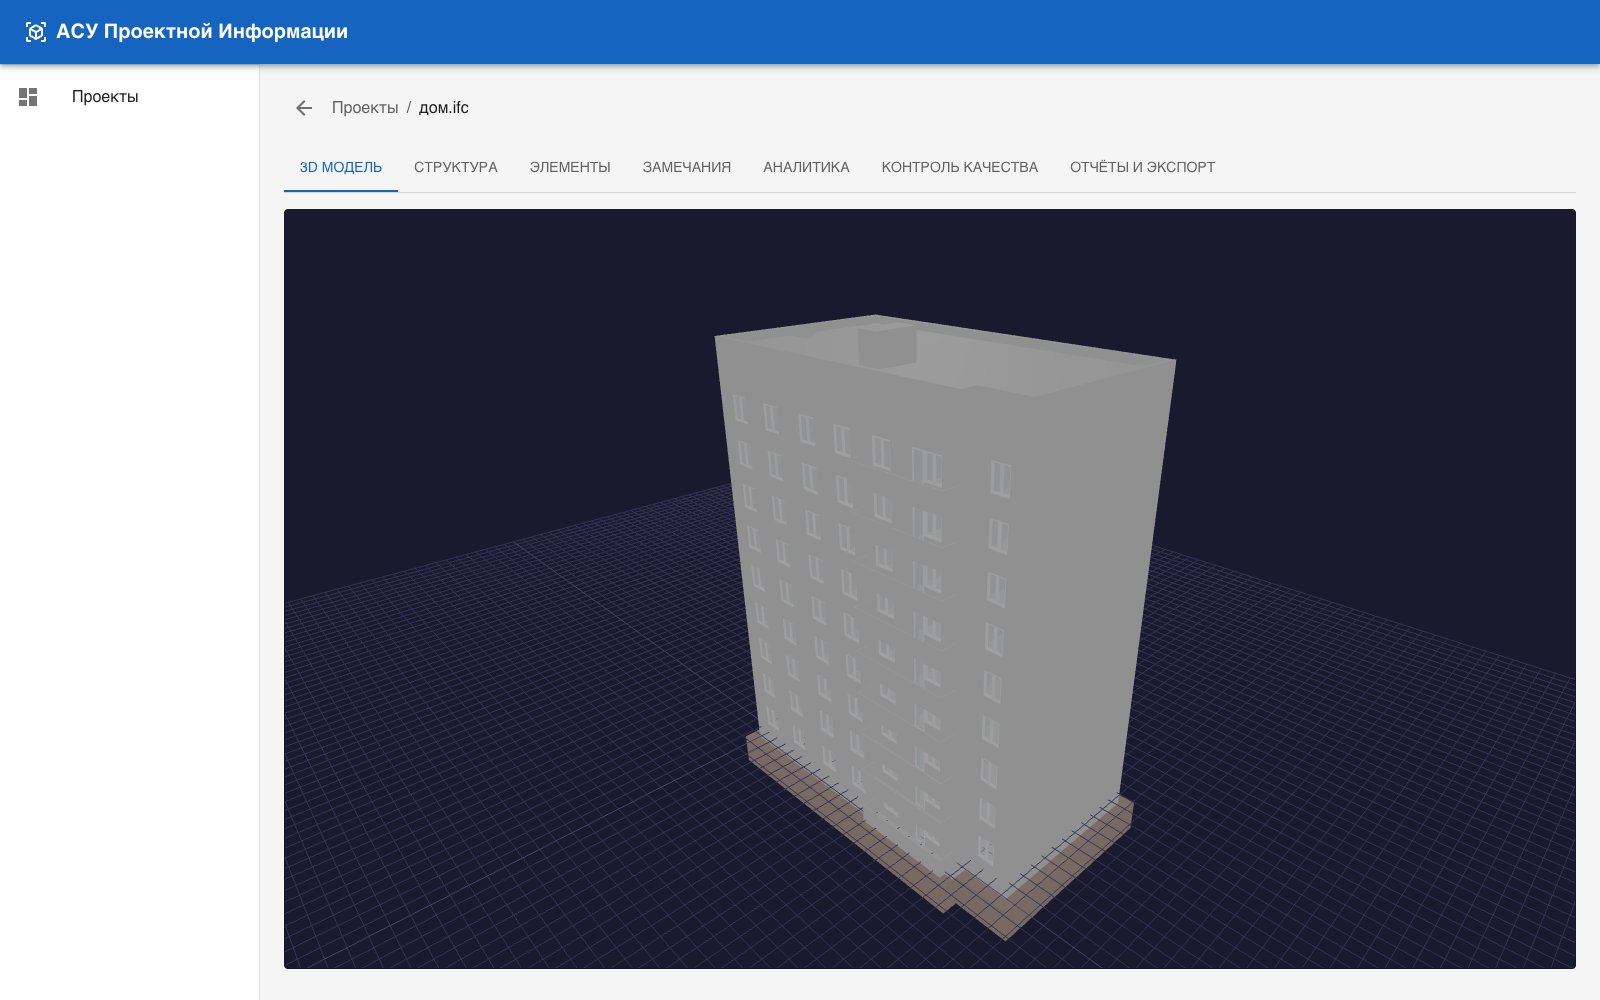 АСУ Проектной Информации
Проекты
Проекты / дом.ifc
3D МОДЕЛЬ СТРУКТУРА ЭЛЕМЕНТЫ ЗАМЕЧАНИЯ АНАЛИТИКА КОНТРОЛЬ КАЧЕСТВА ОТЧЁТЫ И ЭКСПОРТ